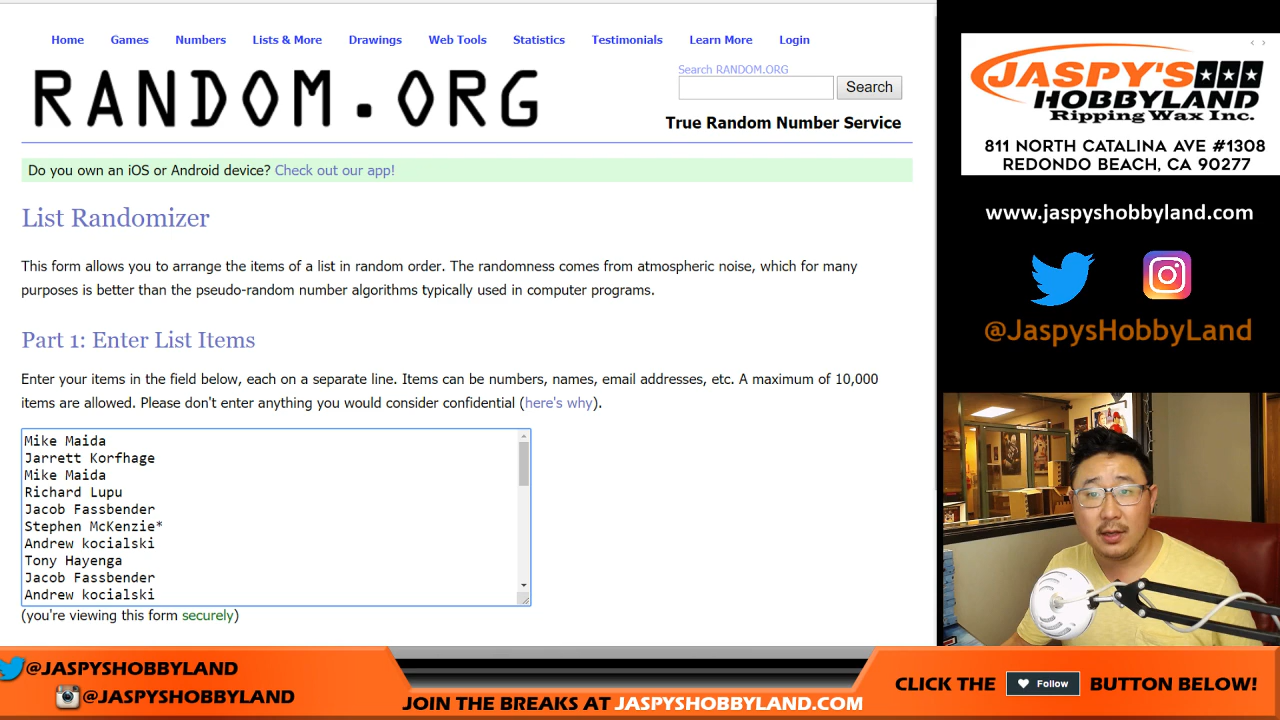 Home Games Numbers Lists & More Drawings Web Tools Statistics Testimonials Learn More Login
RANDOM.ORG
Search RANDOM.ORG
Search
True Random Number Service
Do you own an iOS or Android device? Check out our app!
List Randomizer
This form allows you to arrange the items of a list in random order. The randomness comes from atmospheric noise, which for many
purposes is better than the pseudo-random number algorithms typically used in computer programs.
Part 1: Enter List Items
Enter your items in the field below, each on a separate line. Items can be numbers, names, email addresses, etc. A maximum of 10,000
items are allowed. Please don't enter anything you would consider confidential (here's why).
Mike Maida
Jarrett Korfhage
Mike Maida
Richard Lupu
Jacob Fassbender
Stephen McKenzie*
Andrew kocialski
Tony Hayenga
Jacob Fassbender
Andrew kocialski
(you're viewing this form securely)
JASPY'S
HOBBYLAND
Ripping Wax Inc.
811 NORTH CATALINA AVE #1308
REDONDO BEACH, CA 90277
www.jaspyshobbyland.com
@JaspysHobbyLand
@JASPYSHOBBYLAND
@JASPYSHOBBYLAND
JOIN THE BREAKS AT JASPYSHOBBYLAND.COM
CLICK THE Follow BUTTON BELOW!